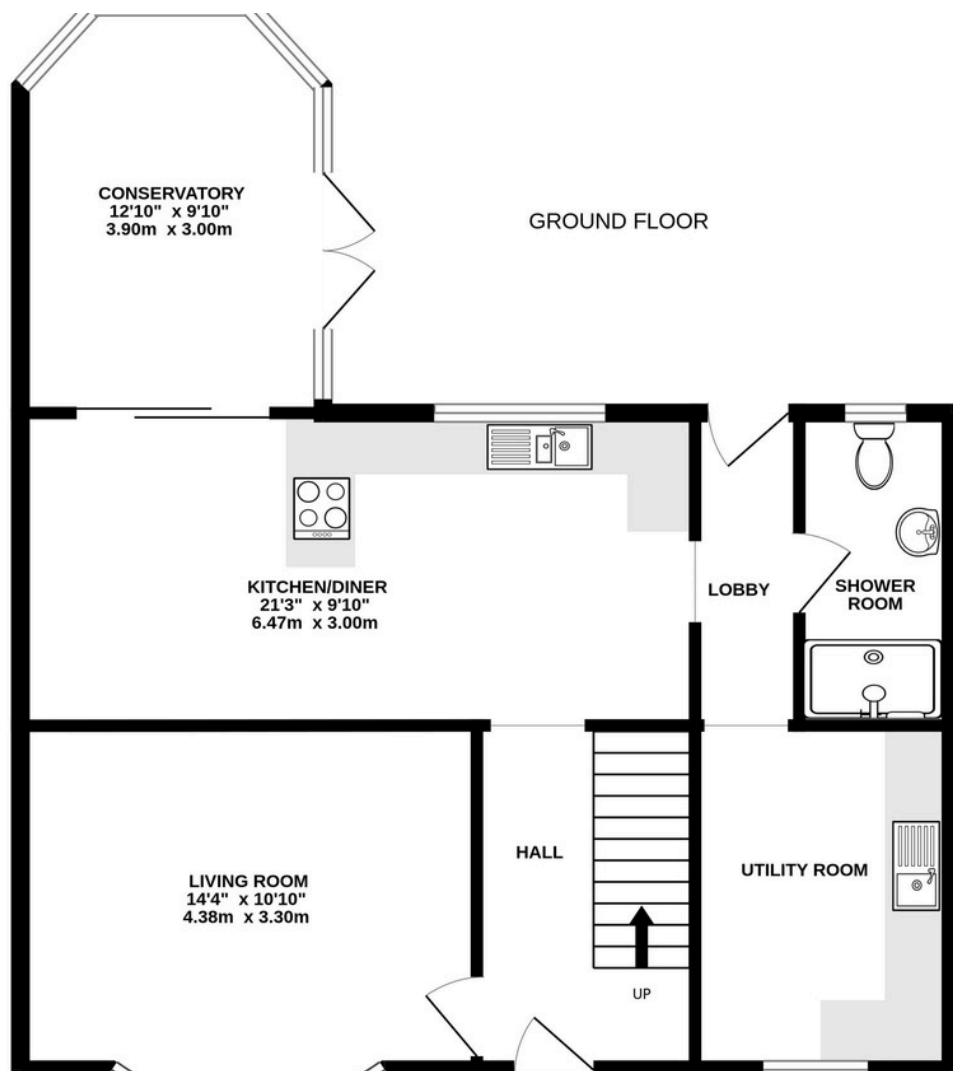 CONSERVATORY
12'10" x 9'10"
3.90m x 3.00m
GROUND FLOOR
KITCHEN/DINER
21'3" x 9'10"
6.47m x 3.00m
LOBBY
SHOWER
ROOM
HALL
UTILITY ROOM
LIVING ROOM
14'4" x 10'10"
4.38m x 3.30m
UP